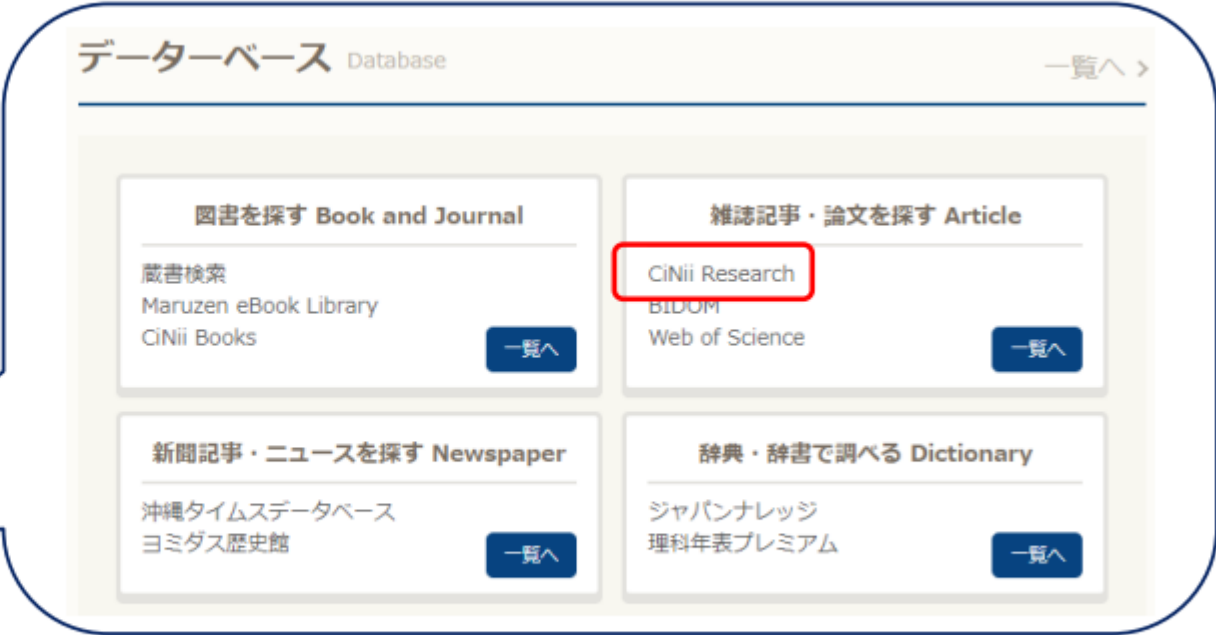 データーベース Database
一覧へ >
図書を探す Book and Journal
蔵書検索
Maruzen eBook Library
CiNii Books
一覧へ
雑誌記事・論文を探す Article
CiNii Research
BIDOM
Web of Science
一覧へ
新聞記事・ニュースを探す Newspaper
沖縄タイムスデータベース
ヨミダス歴史館
一覧へ
辞典・辞書で調べる Dictionary
ジャパンナレッジ
理科年表プレミアム
一覧へ